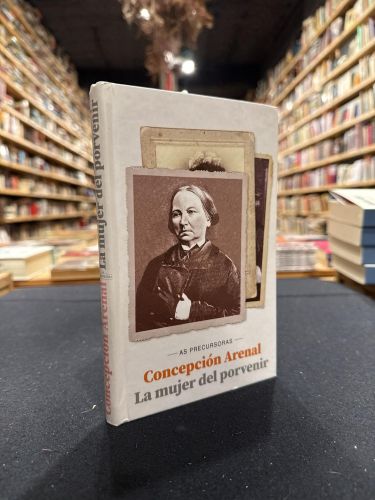 AS PRECURSORAS
Concepción Arenal
La mujer del porvenir
Concepción Arenal La mujer del porvenir